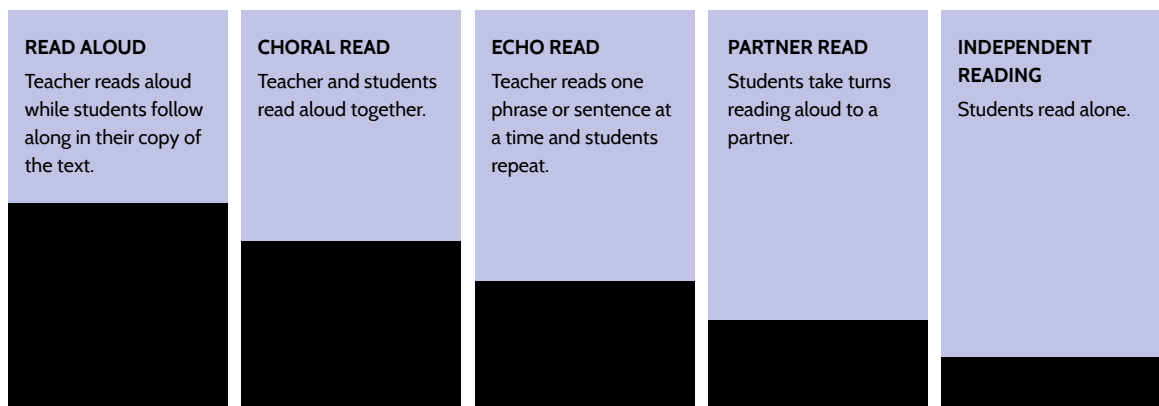 READ ALOUD
Teacher reads aloud
while students follow
along in their copy of
the text.
CHORAL READ
Teacher and students
read aloud together.
ECHO READ
Teacher reads one
phrase or sentence at
a time and students
repeat.
PARTNER READ
Students take turns
reading aloud to a
partner.
INDEPENDENT
READING
Students read alone.